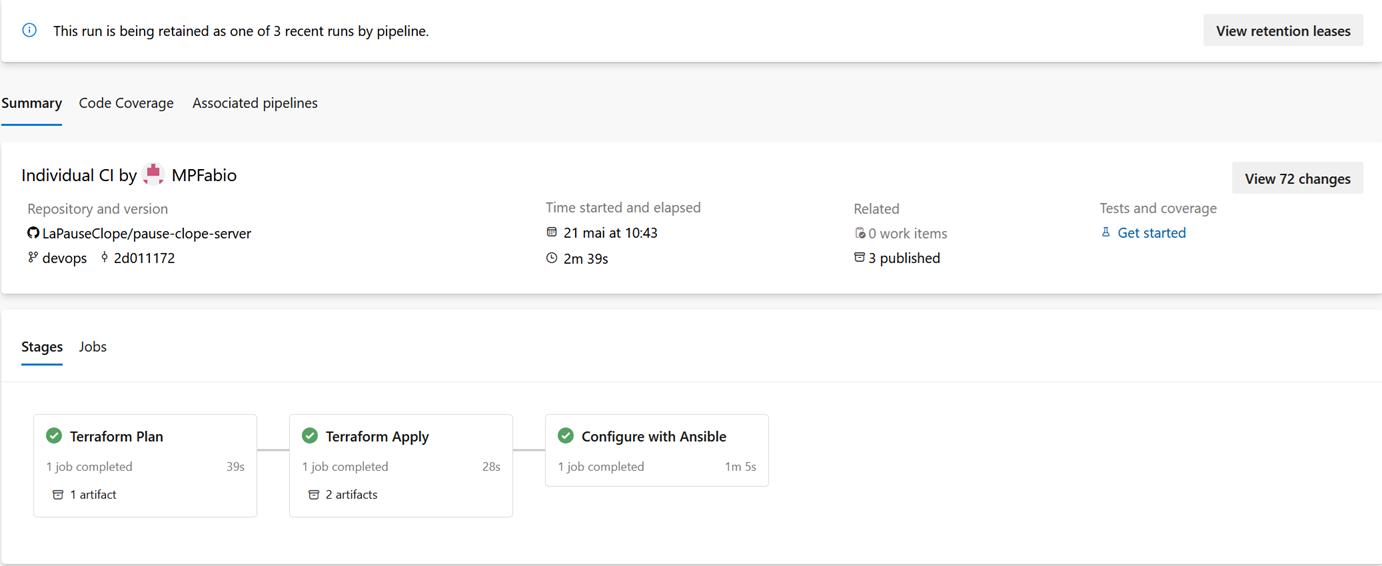 This run is being retained as one of 3 recent runs by pipeline.
View retention leases
Summary Code Coverage Associated pipelines
Individual CI by MPFabio
View 72 changes
Repository and version
LaPauseClope/pause-clope-server
devops 2d011172
Time started and elapsed
21 mai at 10:43
2m 39s
Related
0 work items
3 published
Tests and coverage
Get started
Stages Jobs
Terraform Plan
1 job completed 39s
1 artifact
Terraform Apply
1 job completed 28s
2 artifacts
Configure with Ansible
1 job completed 1m 5s